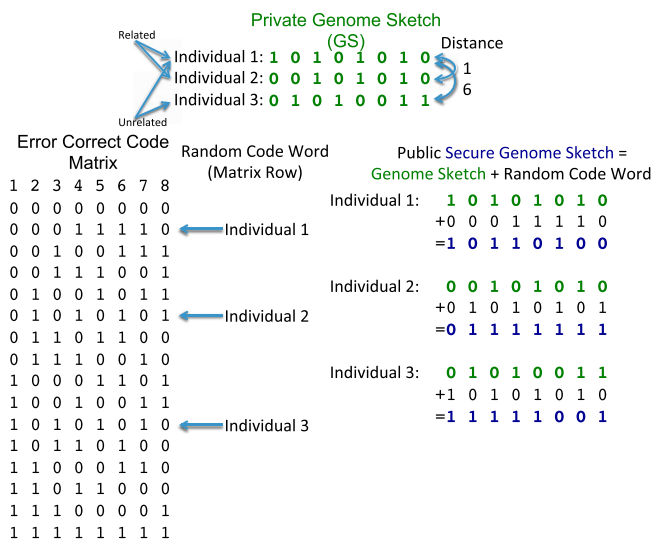 Private Genome Sketch
(GS)
Related
Distance
Individual 1: 1 0 1 0 1 0 1 0
1
Individual 2: 0 0 1 0 1 0 1 0
6
Individual 3: 0 1 0 1 0 0 1 1
Unrelated
Error Correct Code
Matrix
1 2 3 4 5 6 7 8
0 0 0 0 0 0 0 0
0 0 0 1 1 1 1 0
0 0 1 0 0 1 1 1
0 0 1 1 1 0 0 1
0 1 0 0 1 0 1 1
0 1 0 1 0 1 0 1
0 1 1 0 1 1 0 0
0 1 1 1 0 0 1 0
1 0 0 0 1 1 0 1
1 0 0 1 0 0 1 1
1 0 1 0 1 0 1 0
1 0 1 1 0 1 0 0
1 1 0 0 0 1 1 0
1 1 0 1 1 0 0 0
1 1 1 0 0 0 0 1
1 1 1 1 1 1 1 1
Random Code Word
(Matrix Row)
Individual 1
Individual 2
Individual 3
Public Secure Genome Sketch =
Genome Sketch + Random Code Word
Individual 1: 1 0 1 0 1 0 1 0
+0 0 0 1 1 1 1 0
=1 0 1 1 0 1 0 0
Individual 2: 0 0 1 0 1 0 1 0
+0 1 0 1 0 1 0 1
=0 1 1 1 1 1 1 1
Individual 3: 0 1 0 1 0 0 1 1
+1 0 1 0 1 0 1 0
=1 1 1 1 1 0 0 1